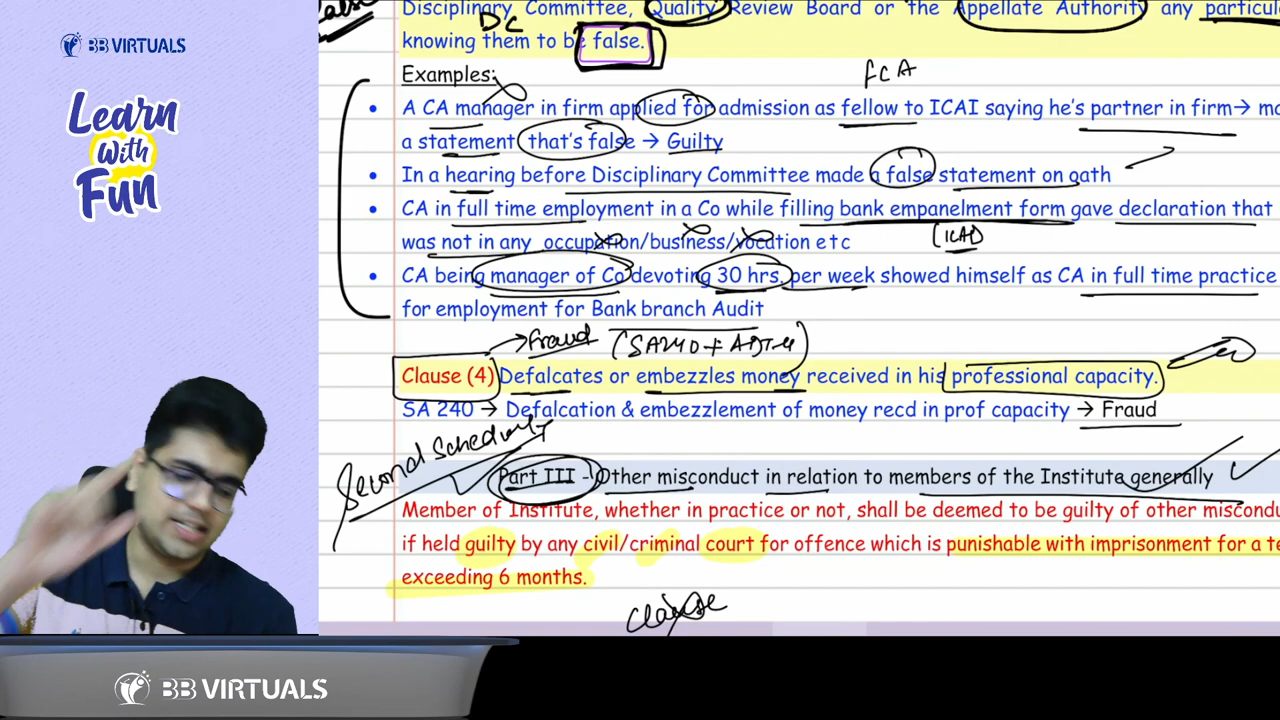 BB VIRTUALS
Learn
With
Fun
Disciplinary Committee, Quality Review Board or the Appellate Authority any particul
DC
knowing them to be false.
Examples:
FCA
A CA manager in firm applied for admission as fellow to ICAI saying he's partner in firm→ ma
a statement that's false → Guilty
In a hearing before Disciplinary Committee made a false statement on oath
CA in full time employment in a Co while filling bank empanelment form gave declaration that
was not in any occupation/business/vocation etc
(ICAI)
CA being manager of Co devoting 30 hrs. per week showed himself as CA in full time practice
for employment for Bank branch Audit
→Fraud (SA240 + ADT-4)
Clause (4) Defalcates or embezzles money received in his professional capacity.
SA 240 → Defalcation & embezzlement of money recd in prof capacity → Fraud
Second Schedule
Part III - Other misconduct in relation to members of the Institute generally
Member of Institute, whether in practice or not, shall be deemed to be guilty of other miscondu
if held guilty by any civil/criminal court for offence which is punishable with imprisonment for a te
exceeding 6 months.
Clause
BB VIRTUALS